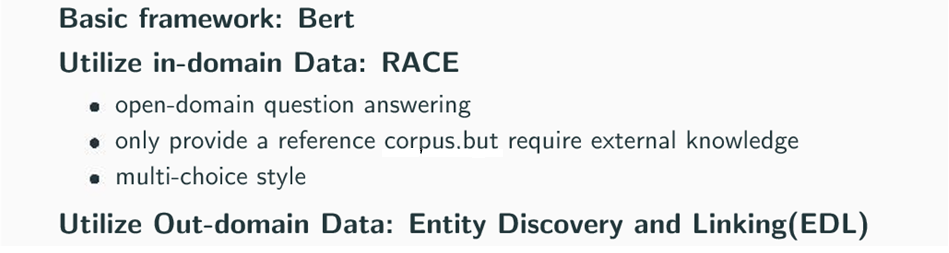 Basic framework: Bert
Utilize in-domain Data: RACE
• open-domain question answering
• only provide a reference corpus.but require external knowledge
• multi-choice style
Utilize Out-domain Data: Entity Discovery and Linking(EDL)